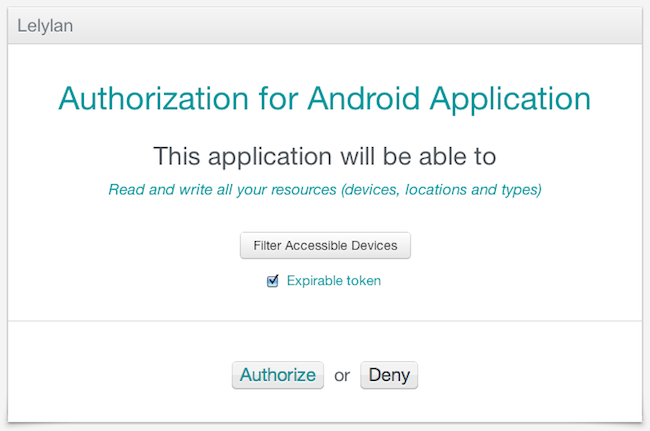 Lelylan
Authorization for Android Application
This application will be able to
Read and write all your resources (devices, locations and types)
Filter Accessible Devices
Expirable token
Authorize or Deny